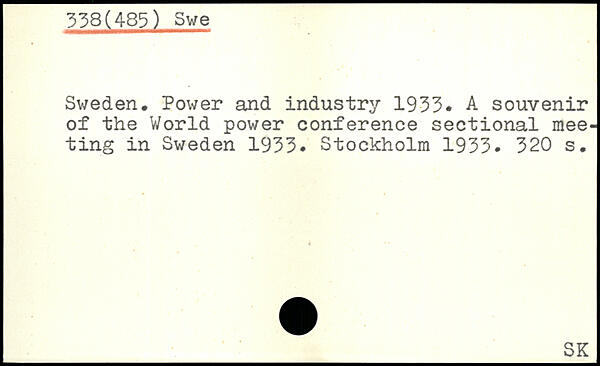 338(485) Swe
Sweden. Power and industry 1933. A souvenir
of the World power conference sectional mee-
ting in Sweden 1933. Stockholm 1933. 320 s.
SK